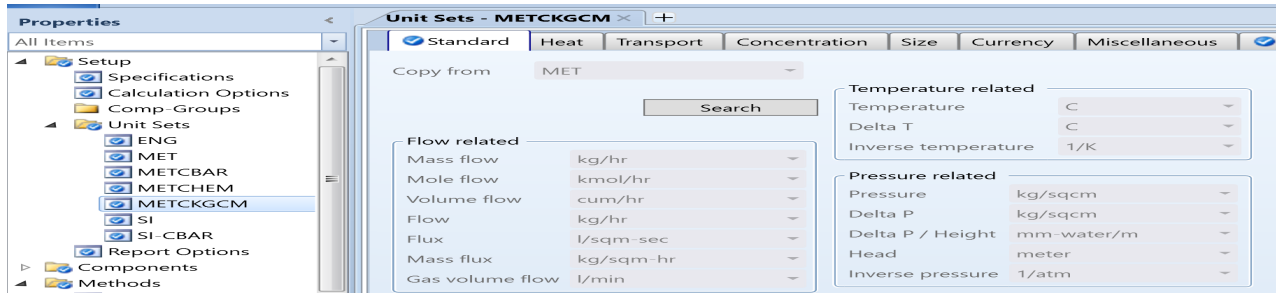 Properties <
All Items
Setup
Specifications
Calculation Options
Comp-Groups
Unit Sets
ENG
MET
METCBAR
METCHEM
METCKGCM
SI
SI-CBAR
Report Options
Components
Methods
Unit Sets - METCKGCM × +
Standard Heat Transport Concentration Size Currency Miscellaneous
Copy from MET
Search
Flow related
Mass flow kg/hr
Mole flow kmol/hr
Volume flow cum/hr
Flow kg/hr
Flux l/sqm-sec
Mass flux kg/sqm-hr
Gas volume flow l/min
Temperature related
Temperature C
Delta T C
Inverse temperature 1/K
Pressure related
Pressure kg/sqcm
Delta P kg/sqcm
Delta P / Height mm-water/m
Head meter
Inverse pressure 1/atm